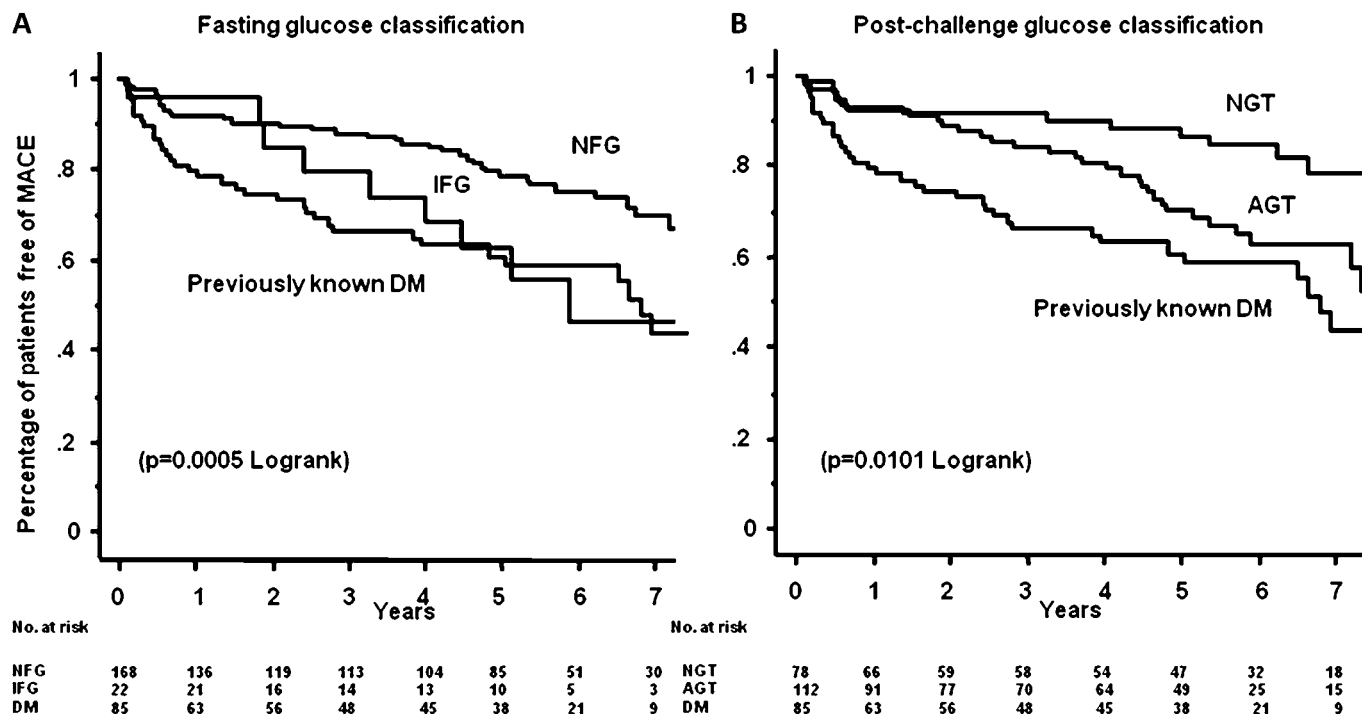 A Fasting glucose classification
Percentage of patients free of MACE
1
.8
.6
.4
.2
0
NFG
IFG
Previously known DM
(p=0.0005 Logrank)
0 1 2 3 4 5 6 7
Years
No. at risk
NFG 168 136 119 113 104 85 51 30
IFG 22 21 16 14 13 10 5 3
DM 85 63 56 48 45 38 21 9
B Post-challenge glucose classification
1
.8
.6
.4
.2
0
NGT
AGT
Previously known DM
(p=0.0101 Logrank)
0 1 2 3 4 5 6 7
Years
No. at risk
NGT 78 66 59 58 54 47 32 18
AGT 112 91 77 70 64 49 25 15
DM 85 63 56 48 45 38 21 9